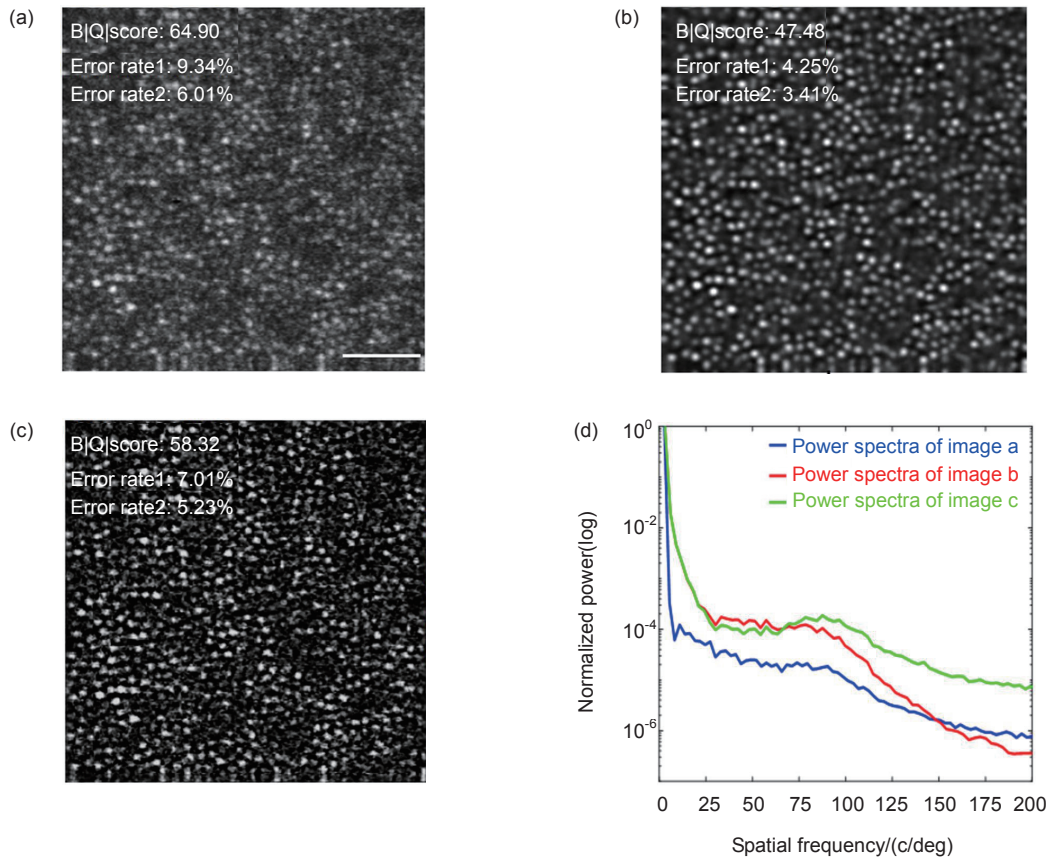 (a)
B|Q|score: 64.90
Error rate1: 9.34%
Error rate2: 6.01%
(b)
B|Q|score: 47.48
Error rate1: 4.25%
Error rate2: 3.41%
(c)
B|Q|score: 58.32
Error rate1: 7.01%
Error rate2: 5.23%
(d)
Power spectra of image a
Power spectra of image b
Power spectra of image c
Normalized power(log)
10⁰
10⁻²
10⁻⁴
10⁻⁶
0 25 50 75 100 125 150 175 200
Spatial frequency/(c/deg)